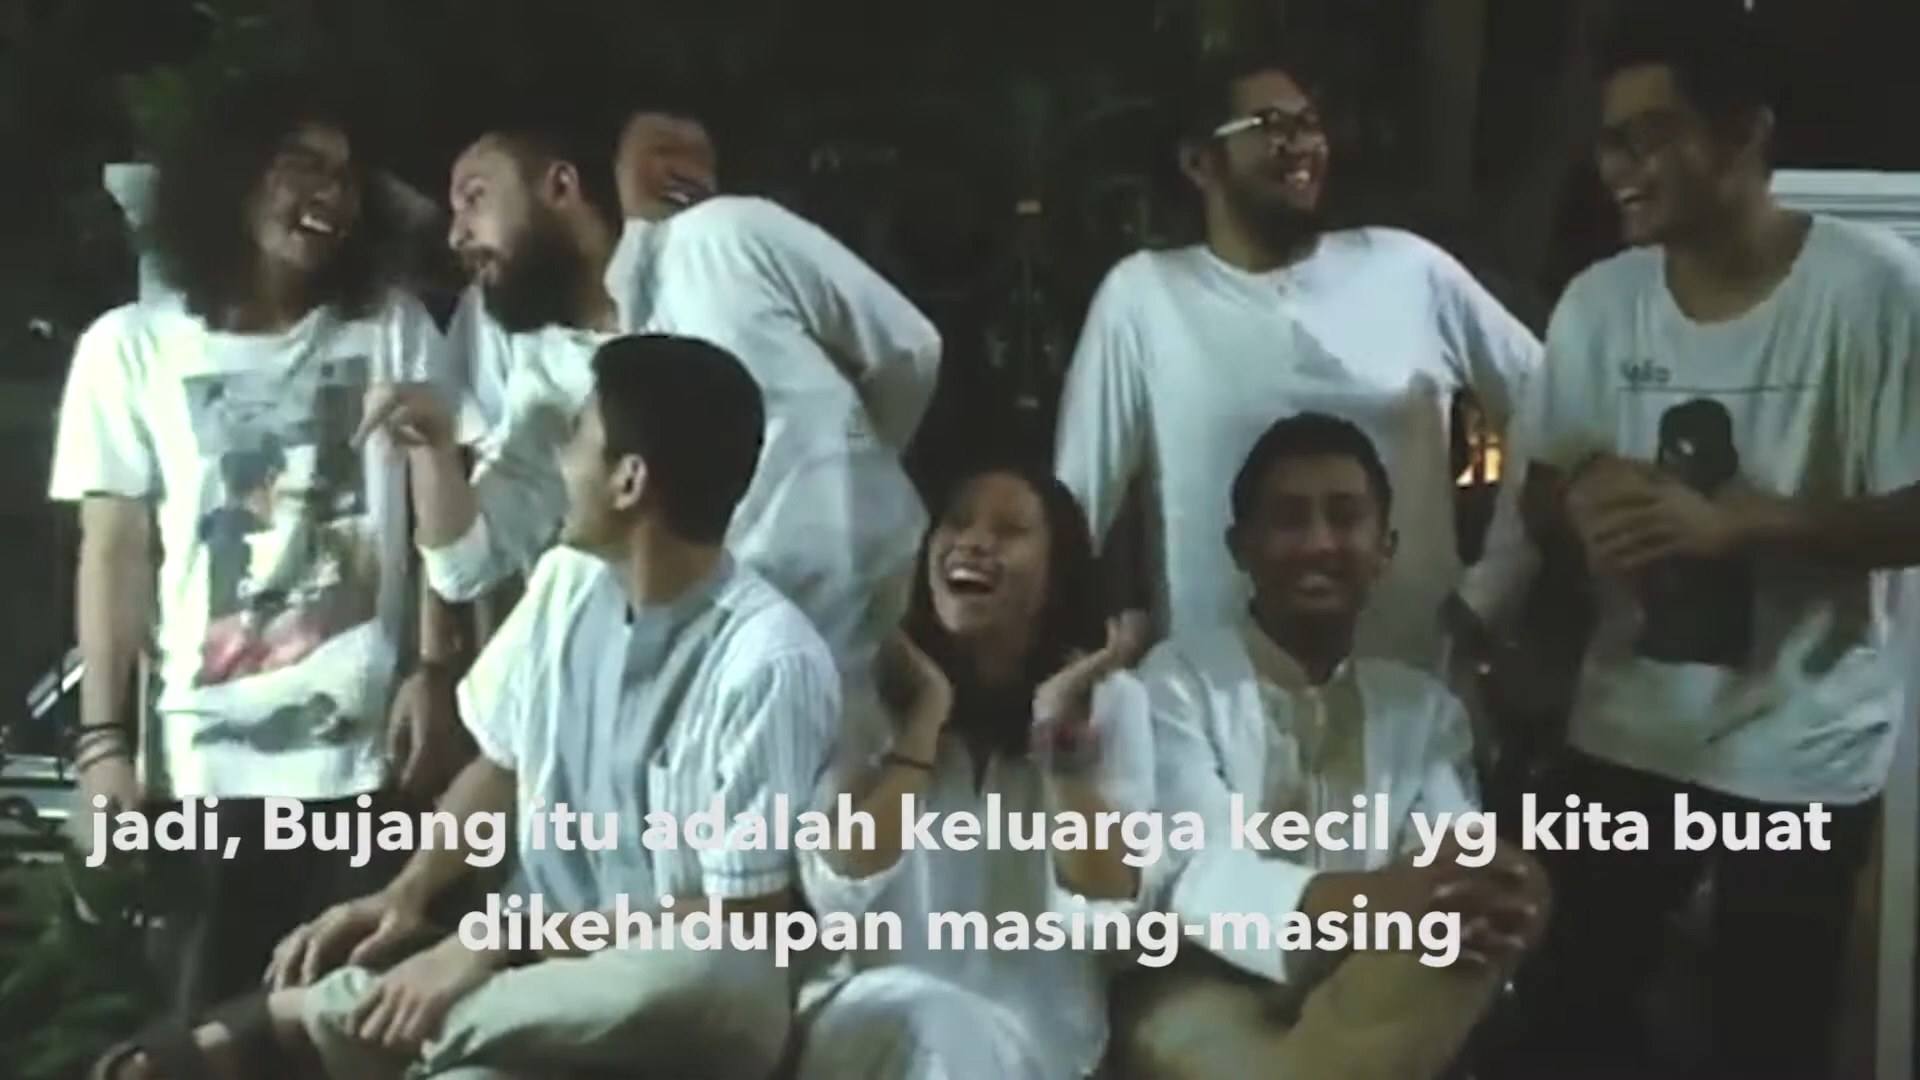 jadi, Bujang itu adalah keluarga kecil yg kita buat
dikehidupan masing-masing